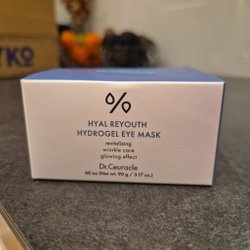 YKO
%
HYAL REYOUTH
HYDROGEL EYE MASK
revitalizing
wrinkle care
glowing effect
Dr.Ceuracle
60 ea (Net wt. 90 g / 3.17 oz.)